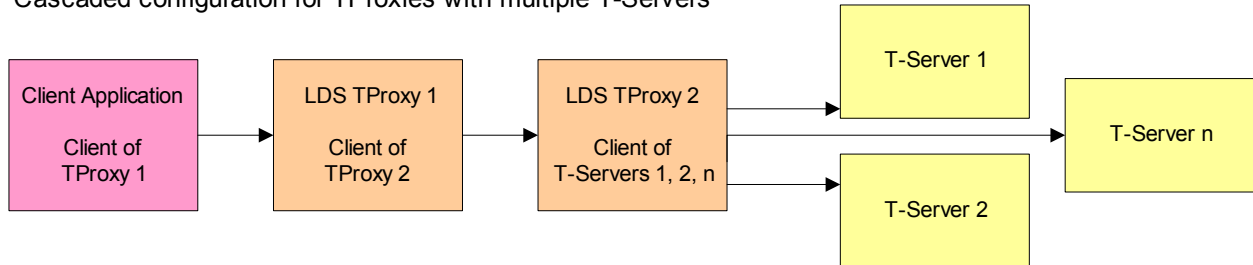 Cascaded configuration for TProxies with multiple T-Servers
Client Application
Client of
TProxy 1
LDS TProxy 1
Client of
TProxy 2
LDS TProxy 2
Client of
T-Servers 1, 2, n
T-Server 1
T-Server n
T-Server 2